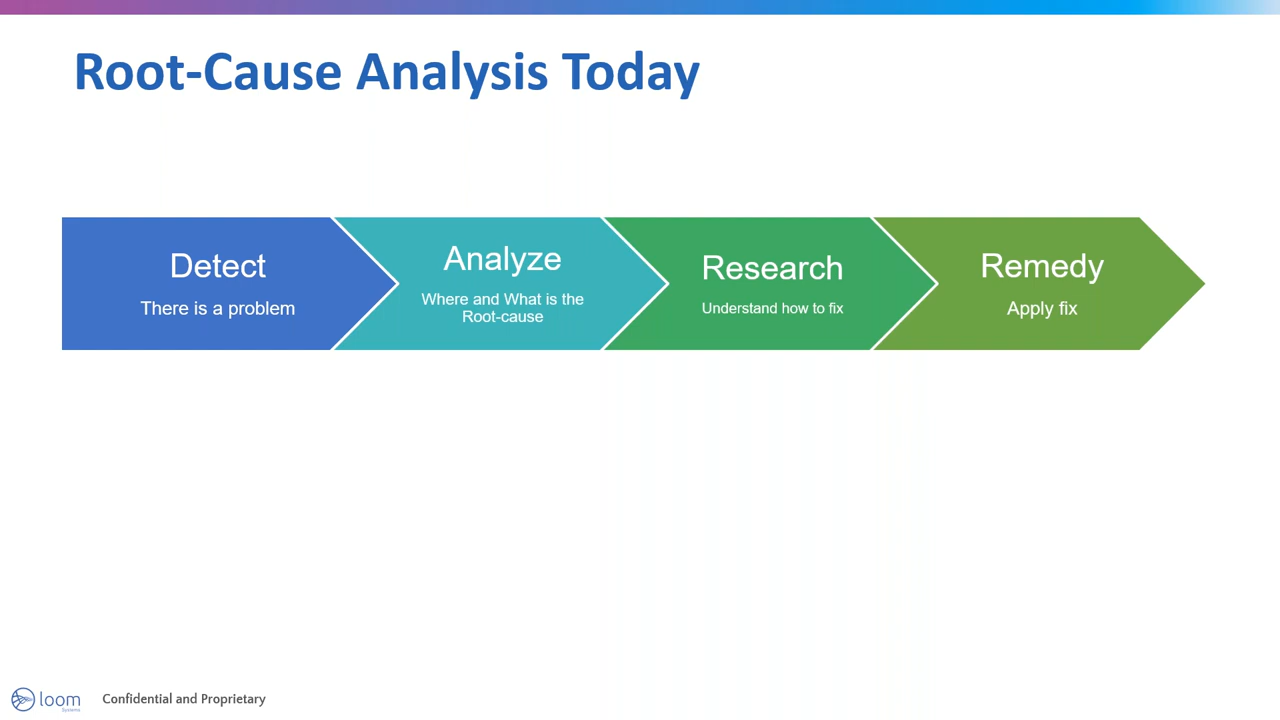 Root-Cause Analysis Today
Detect
There is a problem
Analyze
Where and What is the
Root-cause
Research
Understand how to fix
Remedy
Apply fix
loom
Systems
Confidential and Proprietary